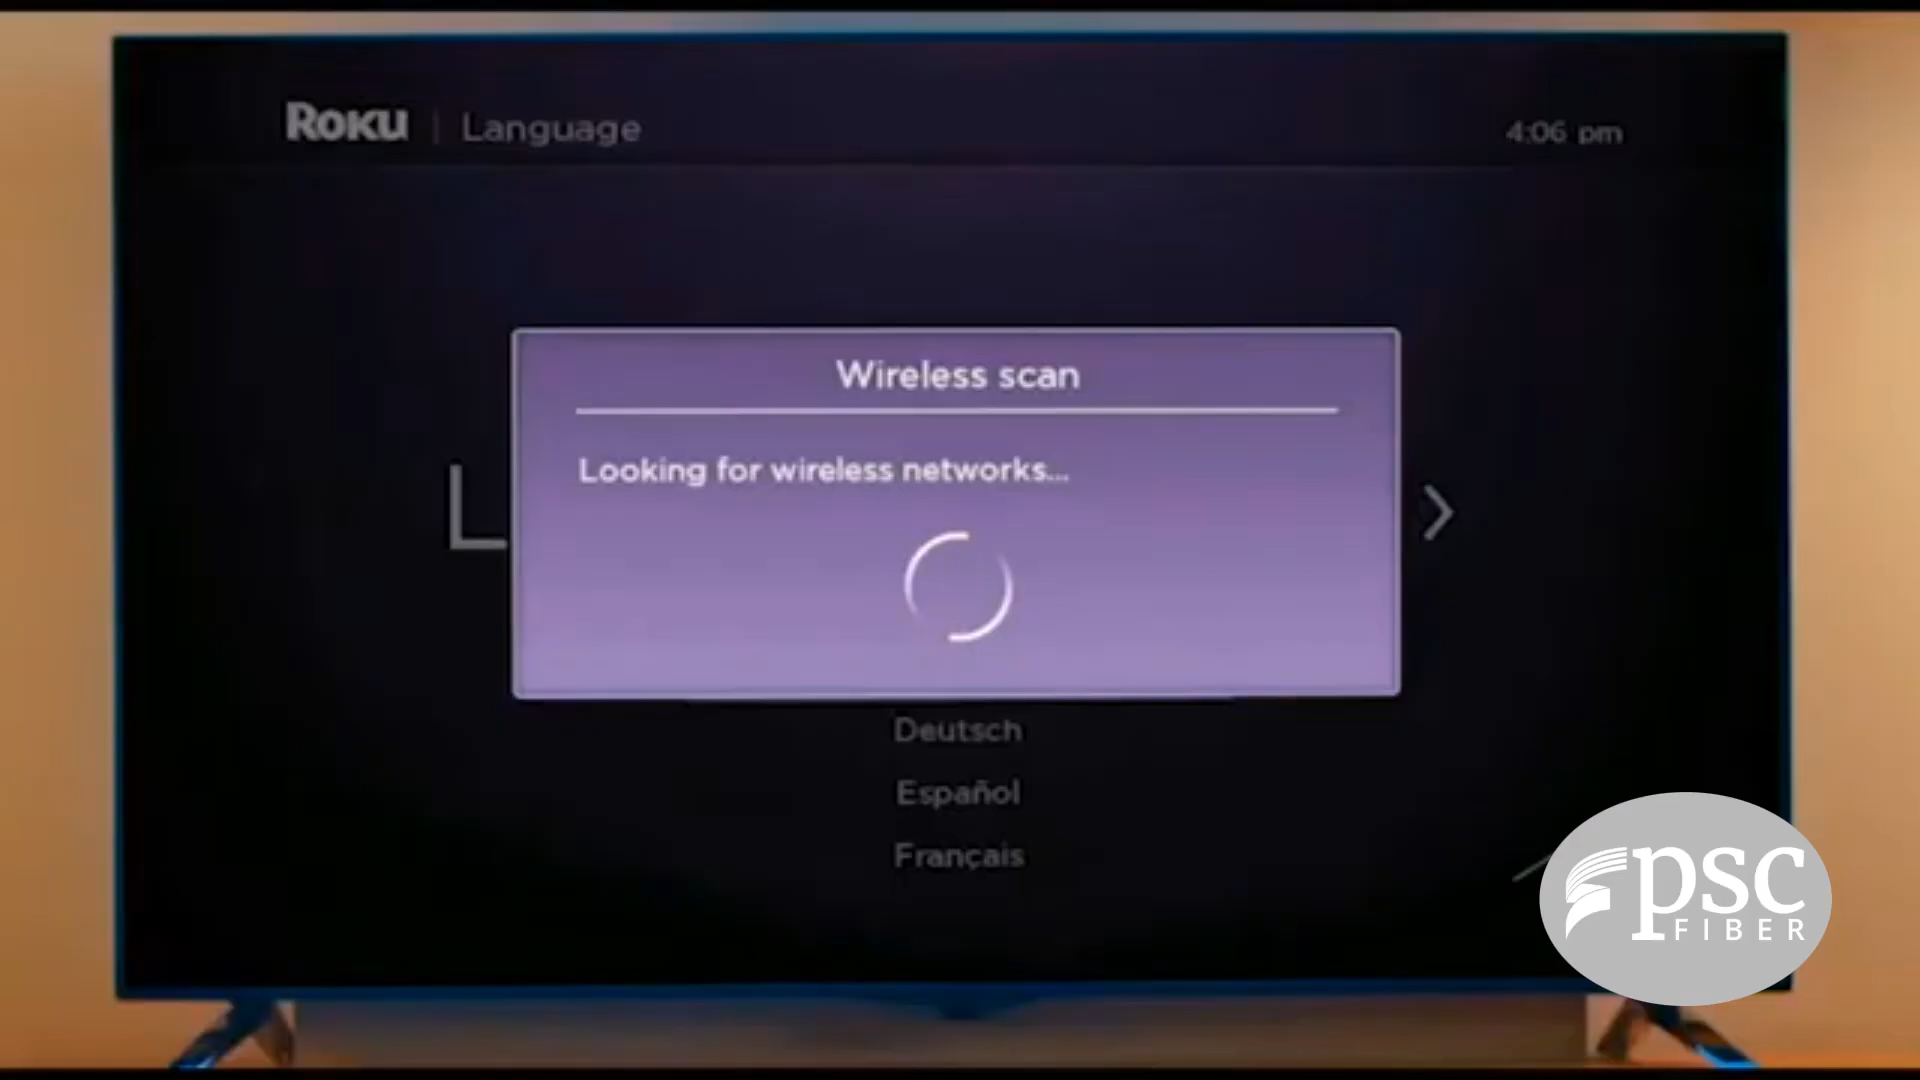 Roku | Language
4:06 pm
Wireless scan
Looking for wireless networks...
L
Deutsch
Español
Français
psc
FIBER